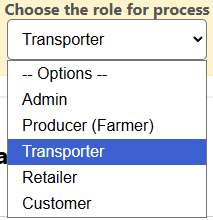 Choose the role for process
Transporter
-- Options --
Admin
Producer (Farmer)
Transporter
Retailer
Customer